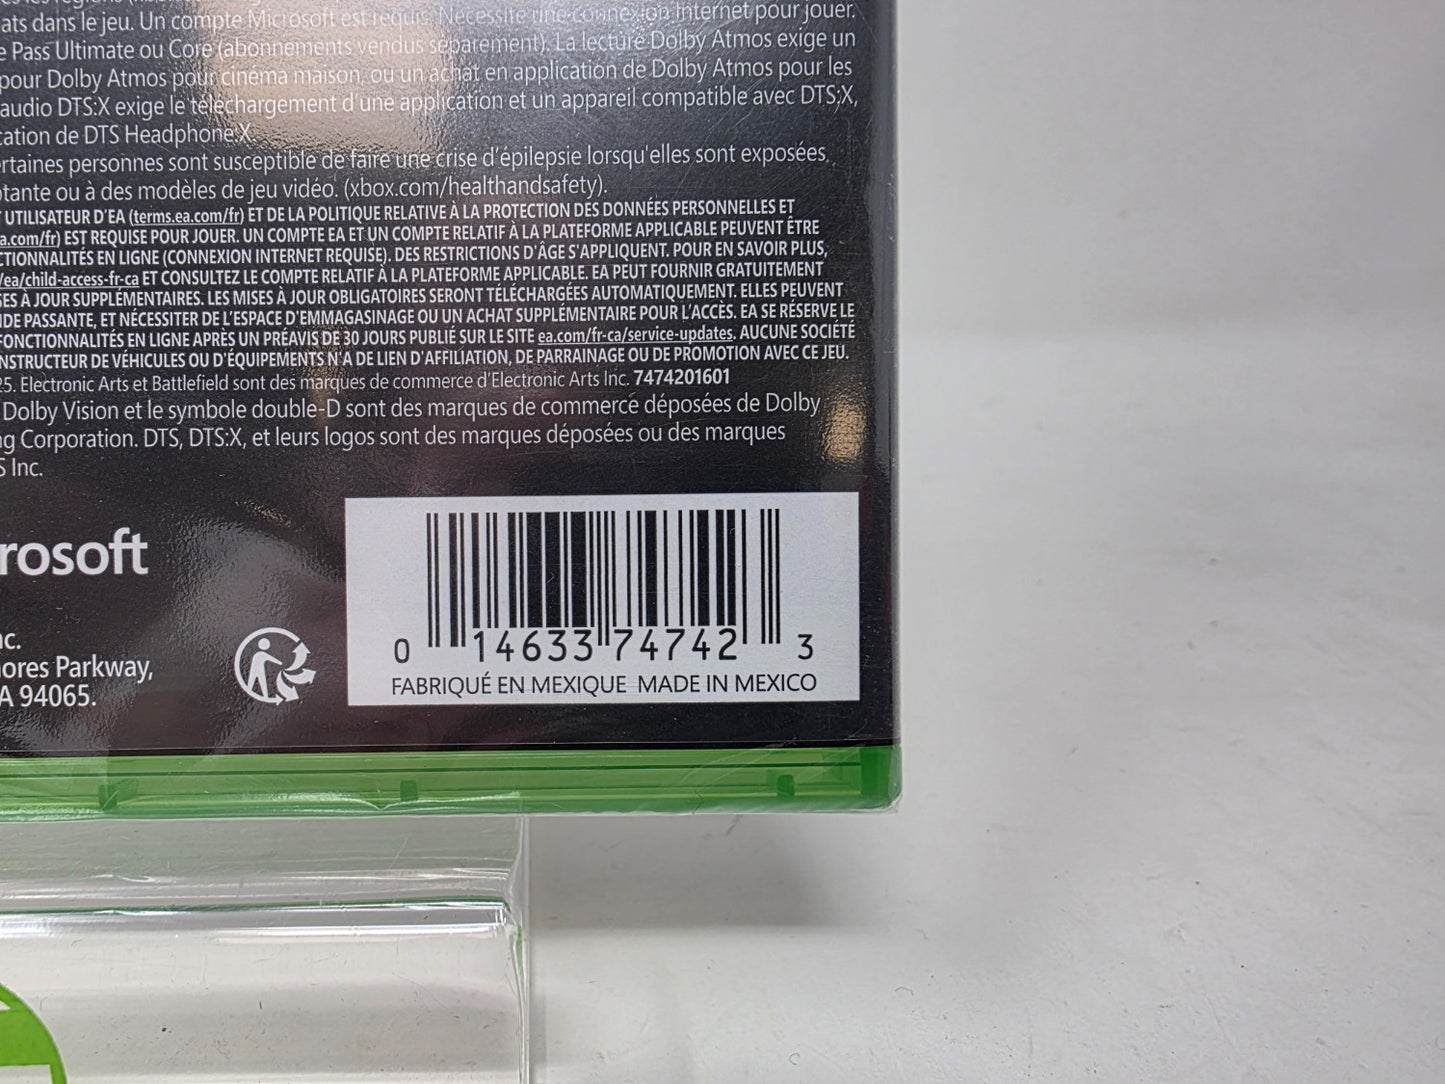 ats dans le jeu. Un compte Microsoft est requis. Nécessite une connexion Internet pour jouer.
e Pass Ultimate ou Core (abonnements vendus séparément). La lecture Dolby Atmos exige un
pour Dolby Atmos pour cinéma maison, ou un achat en application de Dolby Atmos pour les
audio DTS:X exige le téléchargement d'une application et un appareil compatible avec DTS:X,
cation de DTS Headphone:X.
ertaines personnes sont susceptible de faire une crise d'épilepsie lorsqu'elles sont exposées,
otante ou à des modèles de jeu vidéo. (xbox.com/healthandsafety).
UTILISATEUR D'EA (terms.ea.com/fr) ET DE LA POLITIQUE RELATIVE À LA PROTECTION DES DONNÉES PERSONNELLES ET
a.com/fr) EST REQUISE POUR JOUER. UN COMPTE EA ET UN COMPTE RELATIF À LA PLATEFORME APPLICABLE PEUVENT ÊTRE
CTIONNALITÉS EN LIGNE (CONNEXION INTERNET REQUISE). DES RESTRICTIONS D'ÂGE S'APPLIQUENT. POUR EN SAVOIR PLUS,
/ea/child-access-fr-ca ET CONSULTEZ LE COMPTE RELATIF À LA PLATEFORME APPLICABLE. EA PEUT FOURNIR GRATUITEMENT
SES À JOUR SUPPLÉMENTAIRES. LES MISES À JOUR OBLIGATOIRES SERONT TÉLÉCHARGÉES AUTOMATIQUEMENT. ELLES PEUVENT
NDE PASSANTE, ET NÉCESSITER DE L'ESPACE D'EMMAGASINAGE OU UN ACHAT SUPPLÉMENTAIRE POUR L'ACCÈS. EA SE RÉSERVE LE
FONCTIONNALITÉS EN LIGNE APRÈS UN PRÉAVIS DE 30 JOURS PUBLIÉ SUR LE SITE ea.com/fr-ca/service-updates. AUCUNE SOCIÉTÉ
NSTRUCTEUR DE VÉHICULES OU D'ÉQUIPEMENTS N'A DE LIEN D'AFFILIATION, DE PARRAINAGE OU DE PROMOTION AVEC CE JEU.
25. Electronic Arts et Battlefield sont des marques de commerce d'Electronic Arts Inc. 7474201601
Dolby Vision et le symbole double-D sont des marques de commerce déposées de Dolby
ng Corporation. DTS, DTS:X, et leurs logos sont des marques déposées ou des marques
S Inc.
rosoft
nc.
ores Parkway,
A 94065.
0 14633 74742 3
FABRIQUÉ EN MEXIQUE MADE IN MEXICO